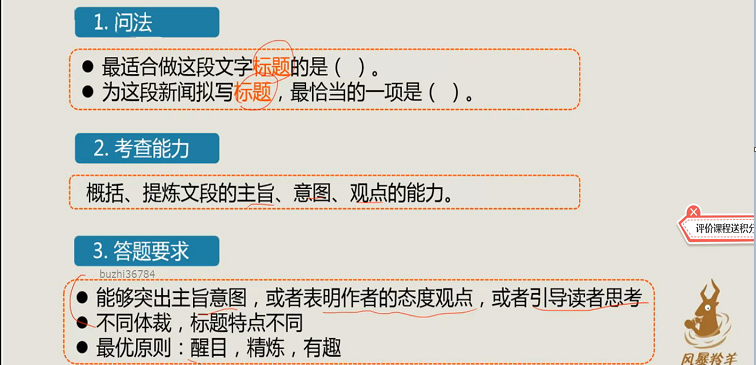 1. 问法
● 最适合做这段文字标题的是（ ）。
● 为这段新闻拟写标题，最恰当的一项是（ ）。
2. 考查能力
概括、提炼文段的主旨、意图、观点的能力。
评价课程送积分
3. 答题要求
buzhi36784
● 能够突出主旨意图，或者表明作者的态度观点，或者引导读者思考
● 不同体裁，标题特点不同
● 最优原则：醒目，精炼，有趣
风暴羚羊